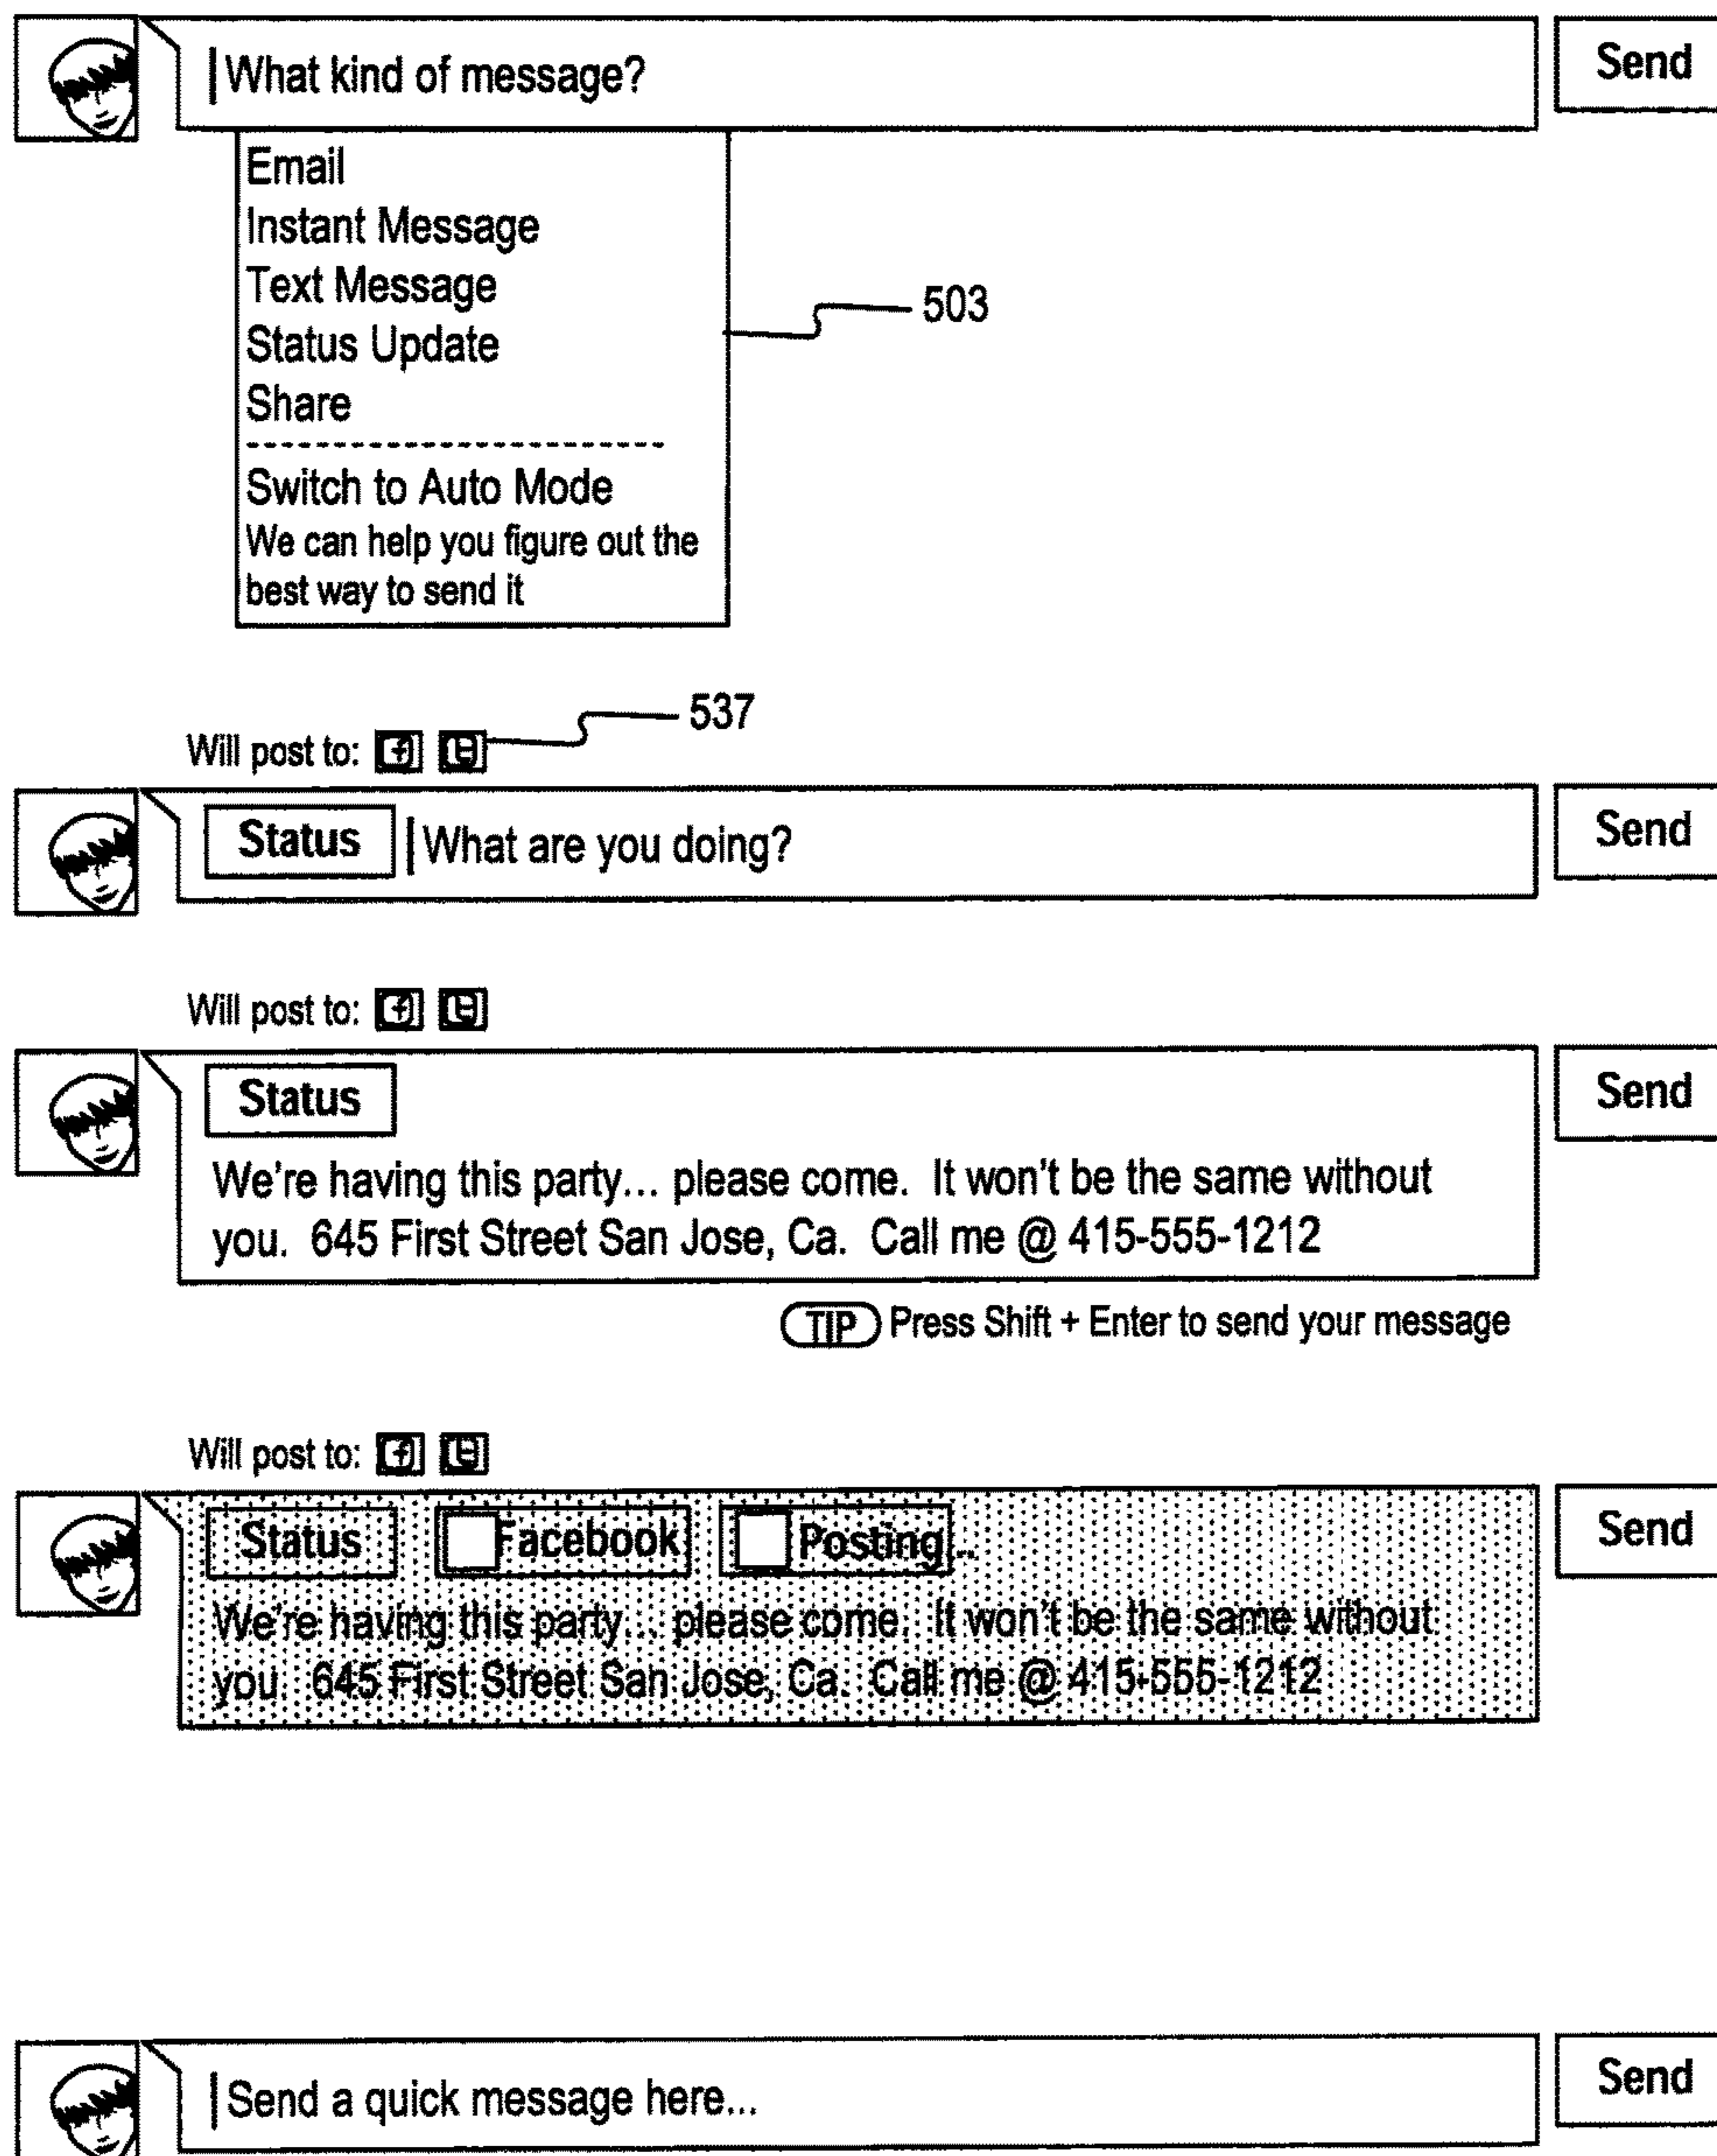 What kind of message?
Send
Email
Instant Message
Text Message
Status Update
Share
503
Switch to Auto Mode
We can help you figure out the
best way to send it
537
Will post to: f t
Status What are you doing?
Send
Will post to: f t
Status
Send
We're having this party... please come. It won't be the same without
you. 645 First Street San Jose, Ca. Call me @ 415-555-1212
TIP Press Shift + Enter to send your message
Will post to: f t
Status Facebook Posting...
Send
We're having this party... please come. It won't be the same without
you. 645 First Street San Jose, Ca. Call me @ 415-555-1212
Send a quick message here...
Send